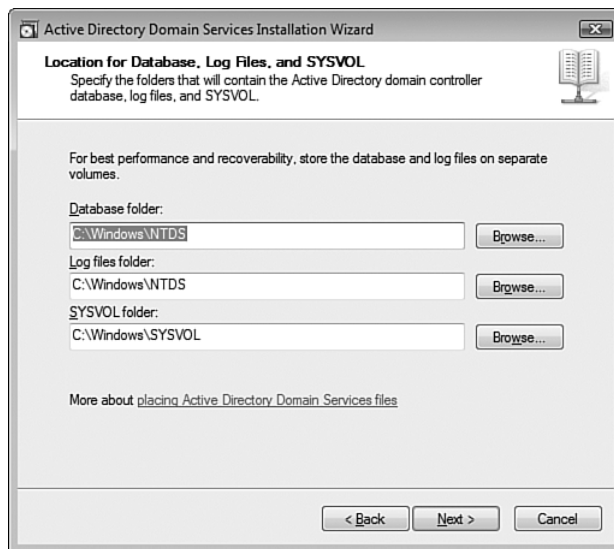 Active Directory Domain Services Installation Wizard
Location for Database, Log Files, and SYSVOL
Specify the folders that will contain the Active Directory domain controller
database, log files, and SYSVOL.
For best performance and recoverability, store the database and log files on separate
volumes.
Database folder:
C:\Windows\NTDS
Browse...
Log files folder:
C:\Windows\NTDS
Browse...
SYSVOL folder:
C:\Windows\SYSVOL
Browse...
More about placing Active Directory Domain Services files
< Back
Next >
Cancel